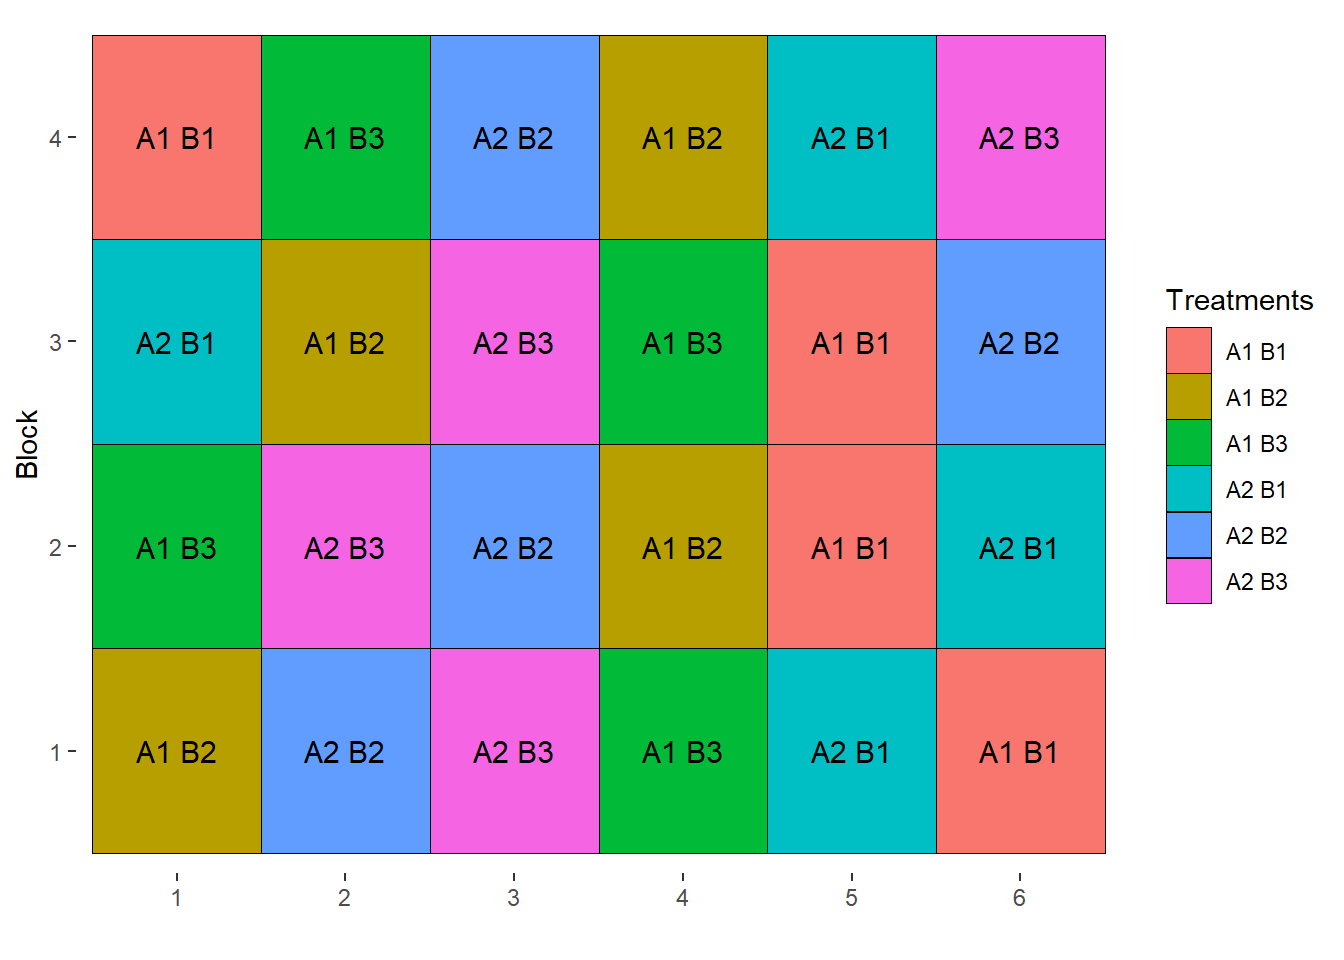 4
A1 B1 A1 B3 A2 B2 A1 B2 A2 B1 A2 B3
3
A2 B1 A1 B2 A2 B3 A1 B3 A1 B1 A2 B2
Block
2
A1 B3 A2 B3 A2 B2 A1 B2 A1 B1 A2 B1
1
A1 B2 A2 B2 A2 B3 A1 B3 A2 B1 A1 B1
1 2 3 4 5 6
Treatments
A1 B1
A1 B2
A1 B3
A2 B1
A2 B2
A2 B3